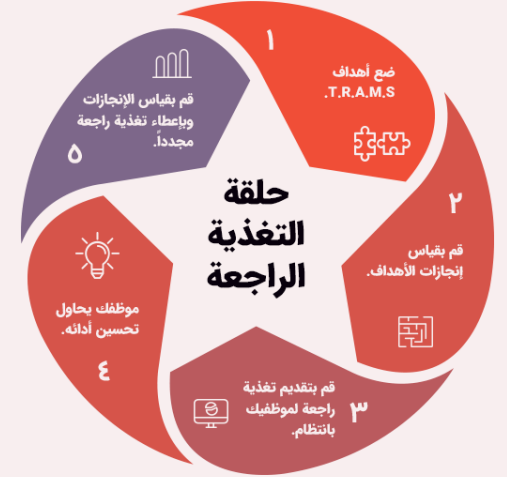 حلقة
التغذية
الراجعة
١
ضع أهداف
.T.R.A.M.S
٢
قم بقياس
إنجازات الأهداف.
٣
قم بتقديم تغذية
راجعة لموظفيك
بانتظام.
٤
موظفك يحاول
تحسين أدائه.
٥
قم بقياس الإنجازات
وبإعطاء تغذية راجعة
مجدداً.